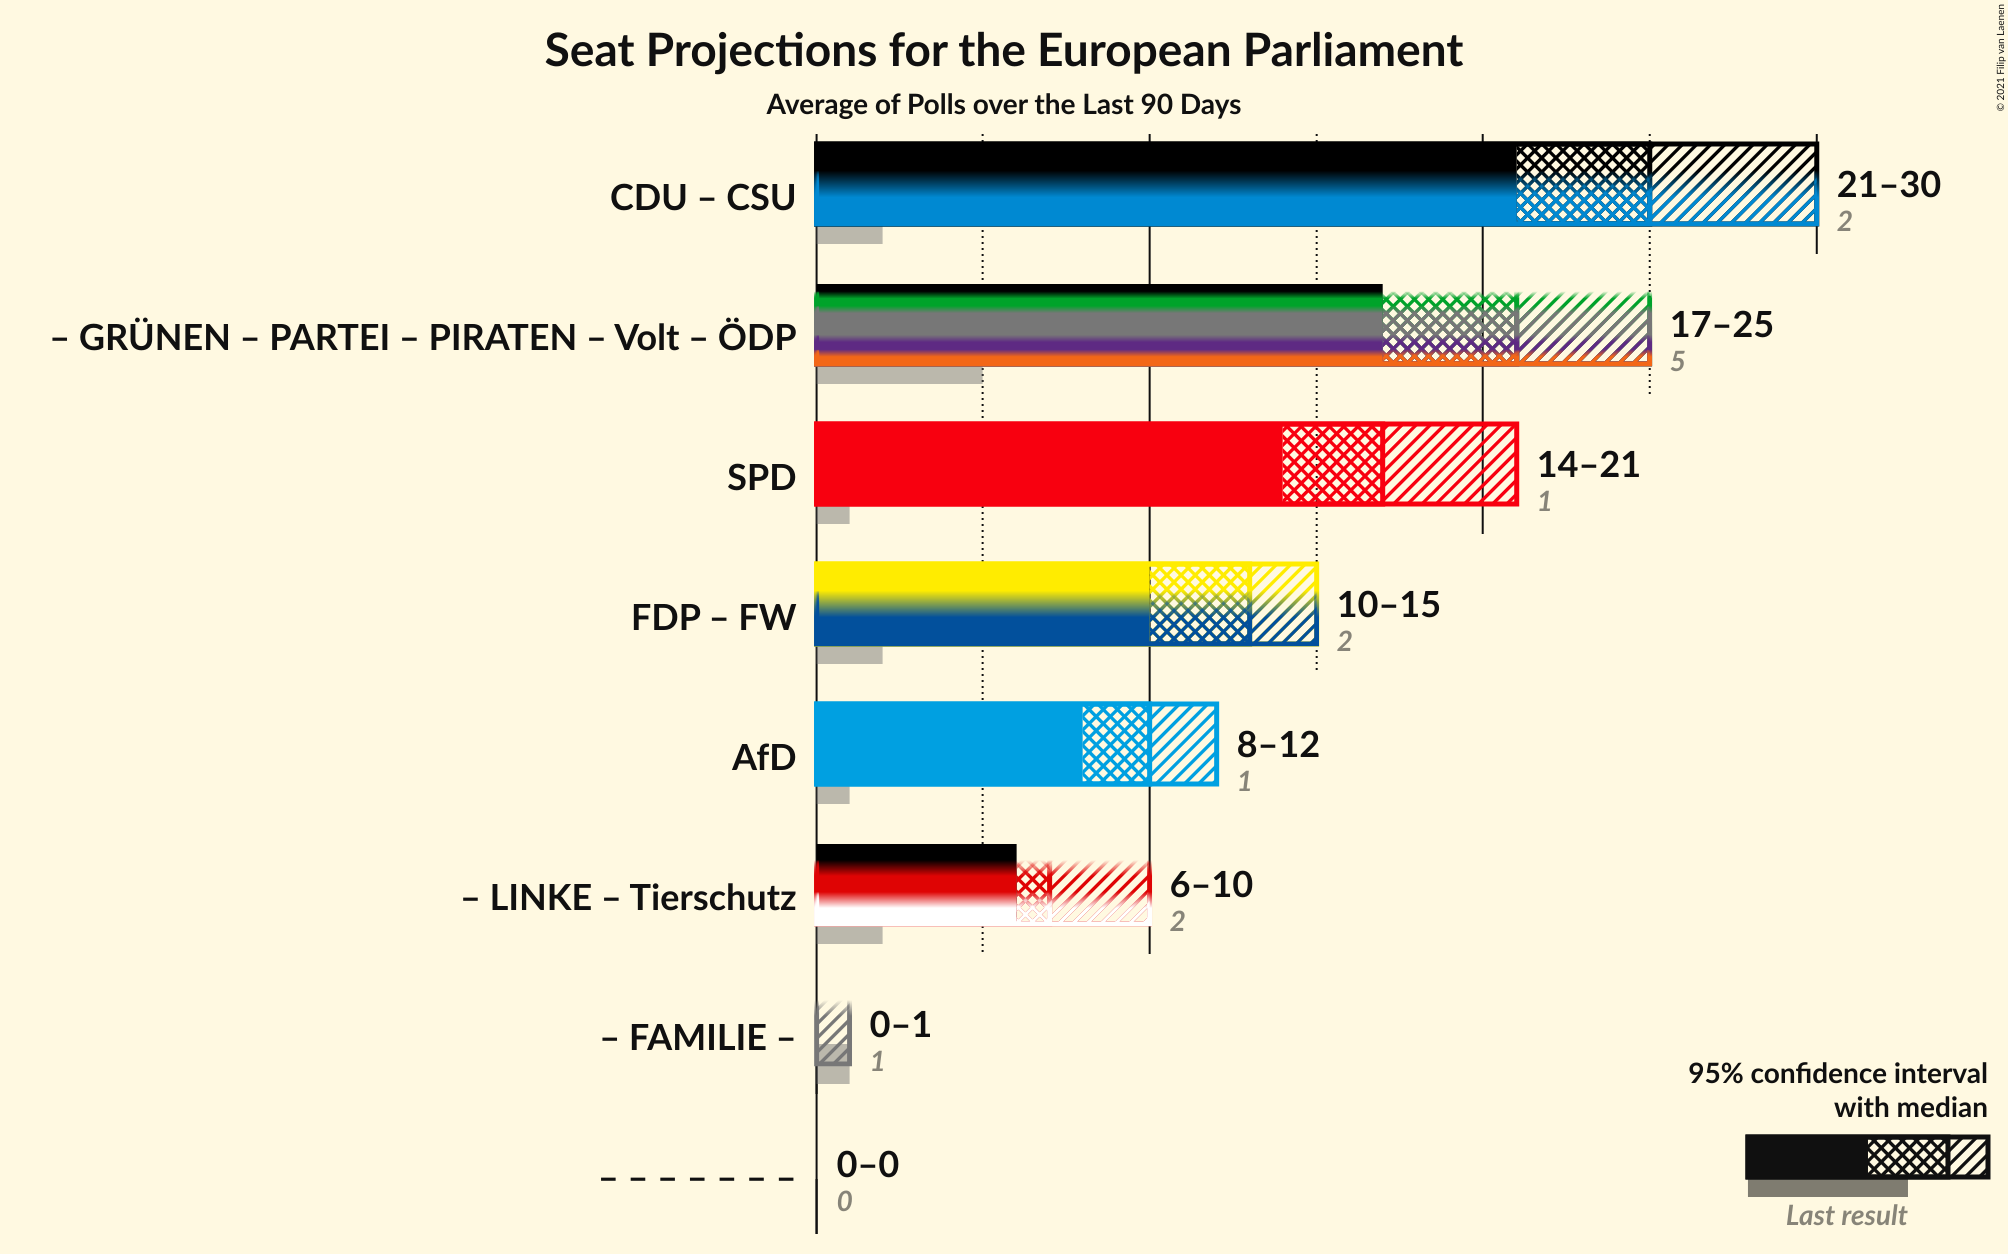 Seat Projections for the European Parliament
Average of Polls over the Last 90 Days
© 2021 Filip van Laenen
CDU – CSU
21–30
2
– GRÜNEN – PARTEI – PIRATEN – Volt – ÖDP
17–25
5
SPD
14–21
1
FDP – FW
10–15
2
AfD
8–12
1
– LINKE – Tierschutz
6–10
2
– FAMILIE –
0–1
1
– – – – – – –
0–0
0
95% confidence interval
with median
Last result